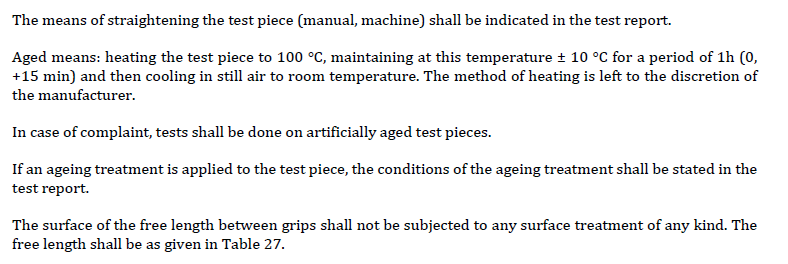 The means of straightening the test piece (manual, machine) shall be indicated in the test report.
Aged means: heating the test piece to 100 °C, maintaining at this temperature ± 10 °C for a period of 1h (0,
+15 min) and then cooling in still air to room temperature. The method of heating is left to the discretion of
the manufacturer.
In case of complaint, tests shall be done on artificially aged test pieces.
If an ageing treatment is applied to the test piece, the conditions of the ageing treatment shall be stated in the
test report.
The surface of the free length between grips shall not be subjected to any surface treatment of any kind. The
free length shall be as given in Table 27.